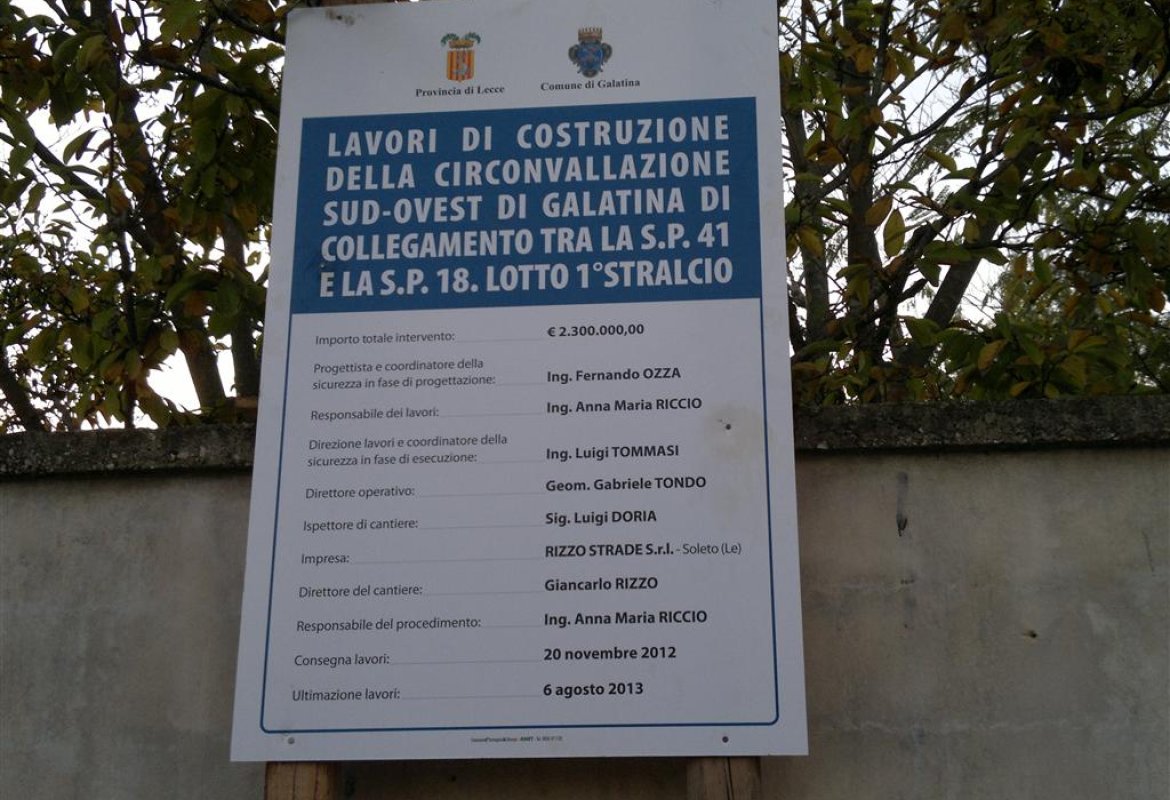 Provincia di Lecce
Comune di Galatina
LAVORI DI COSTRUZIONE
DELLA CIRCONVALLAZIONE
SUD-OVEST DI GALATINA DI
COLLEGAMENTO TRA LA S.P. 41
E LA S.P. 18. LOTTO 1°STRALCIO
Importo totale intervento: € 2.300.000,00
Progettista e coordinatore della
sicurezza in fase di progettazione: Ing. Fernando OZZA
Responsabile dei lavori: Ing. Anna Maria RICCIO
Direzione lavori e coordinatore della
sicurezza in fase di esecuzione: Ing. Luigi TOMMASI
Direttore operativo: Geom. Gabriele TONDO
Ispettore di cantiere: Sig. Luigi DORIA
Impresa: RIZZO STRADE S.r.l. - Soleto (Le)
Direttore del cantiere: Giancarlo RIZZO
Responsabile del procedimento: Ing. Anna Maria RICCIO
Consegna lavori: 20 novembre 2012
Ultimazione lavori: 6 agosto 2013